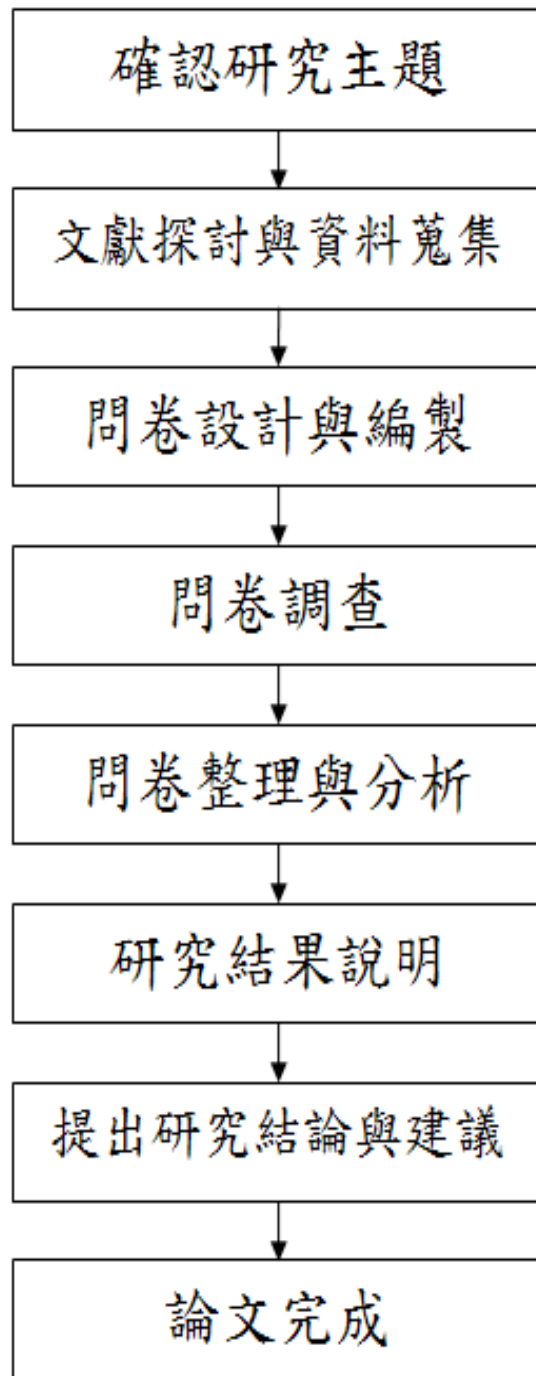 確認研究主題
文獻探討與資料蒐集
問卷設計與編製
問卷調查
問卷整理與分析
研究結果說明
提出研究結論與建議
論文完成